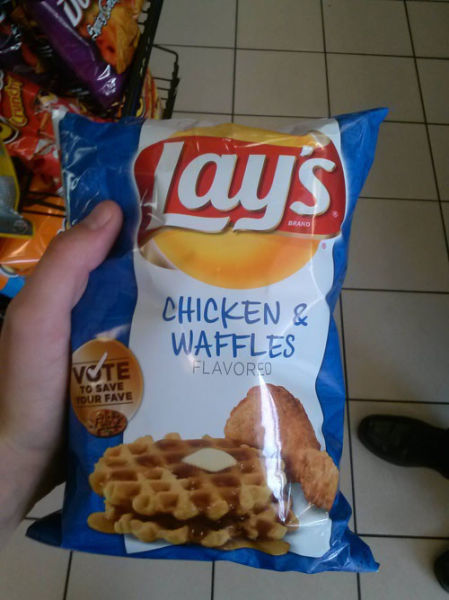 Lay's
BRAND
®
®
CHICKEN &
WAFFLES
FLAVORED
VOTE
TO SAVE
YOUR FAVE